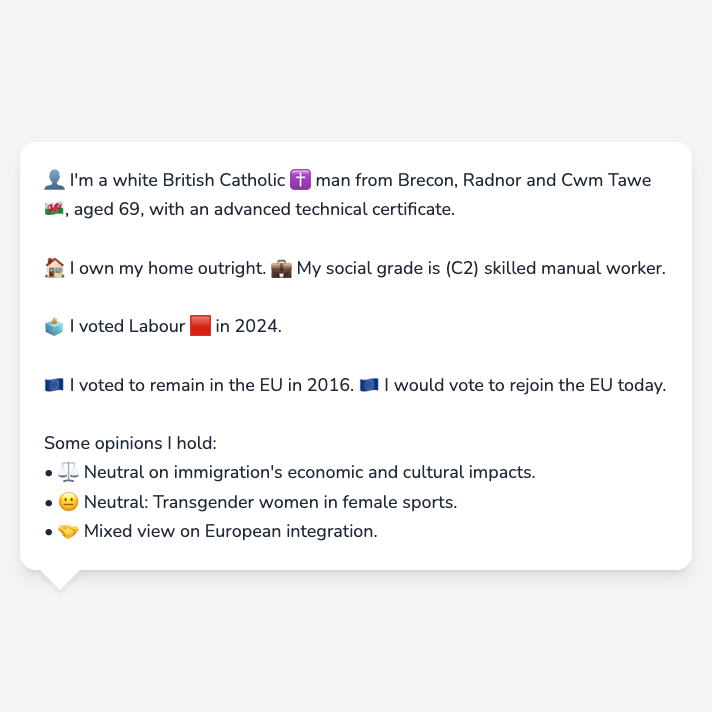 👤 I'm a white British Catholic ✝️ man from Brecon, Radnor and Cwm Tawe
🏴󠁧󠁢󠁷󠁬󠁳󠁿, aged 69, with an advanced technical certificate.
🏠 I own my home outright. 💼 My social grade is (C2) skilled manual worker.
🗳️ I voted Labour 🟥 in 2024.
🇪🇺 I voted to remain in the EU in 2016. 🇪🇺 I would vote to rejoin the EU today.
Some opinions I hold:
• ⚖️ Neutral on immigration's economic and cultural impacts.
• 😐 Neutral: Transgender women in female sports.
• 🤝 Mixed view on European integration.